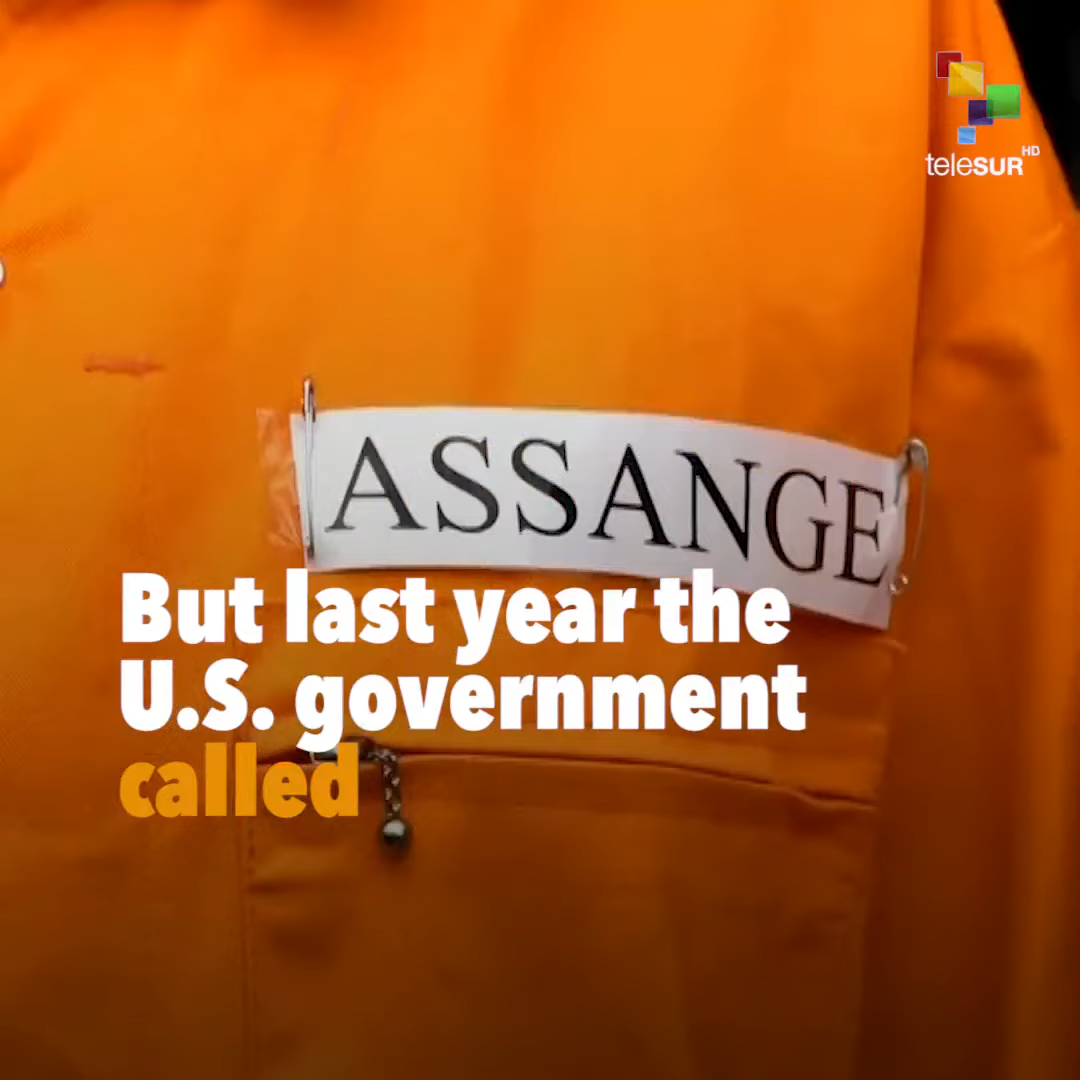 teleSUR HD
ASSANGE
But last year the
U.S. government
called